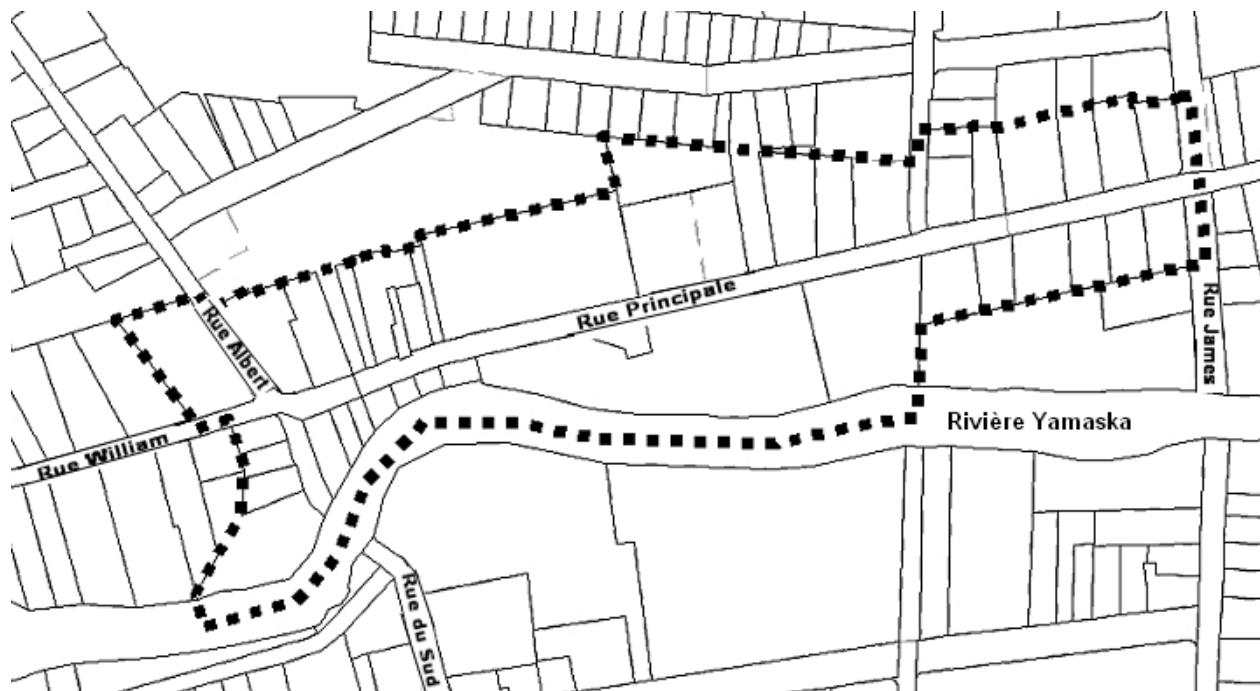 Rue Principale
Rue Albert
Rue James
Rivière Yamaska
Rue William
Rue du Sud